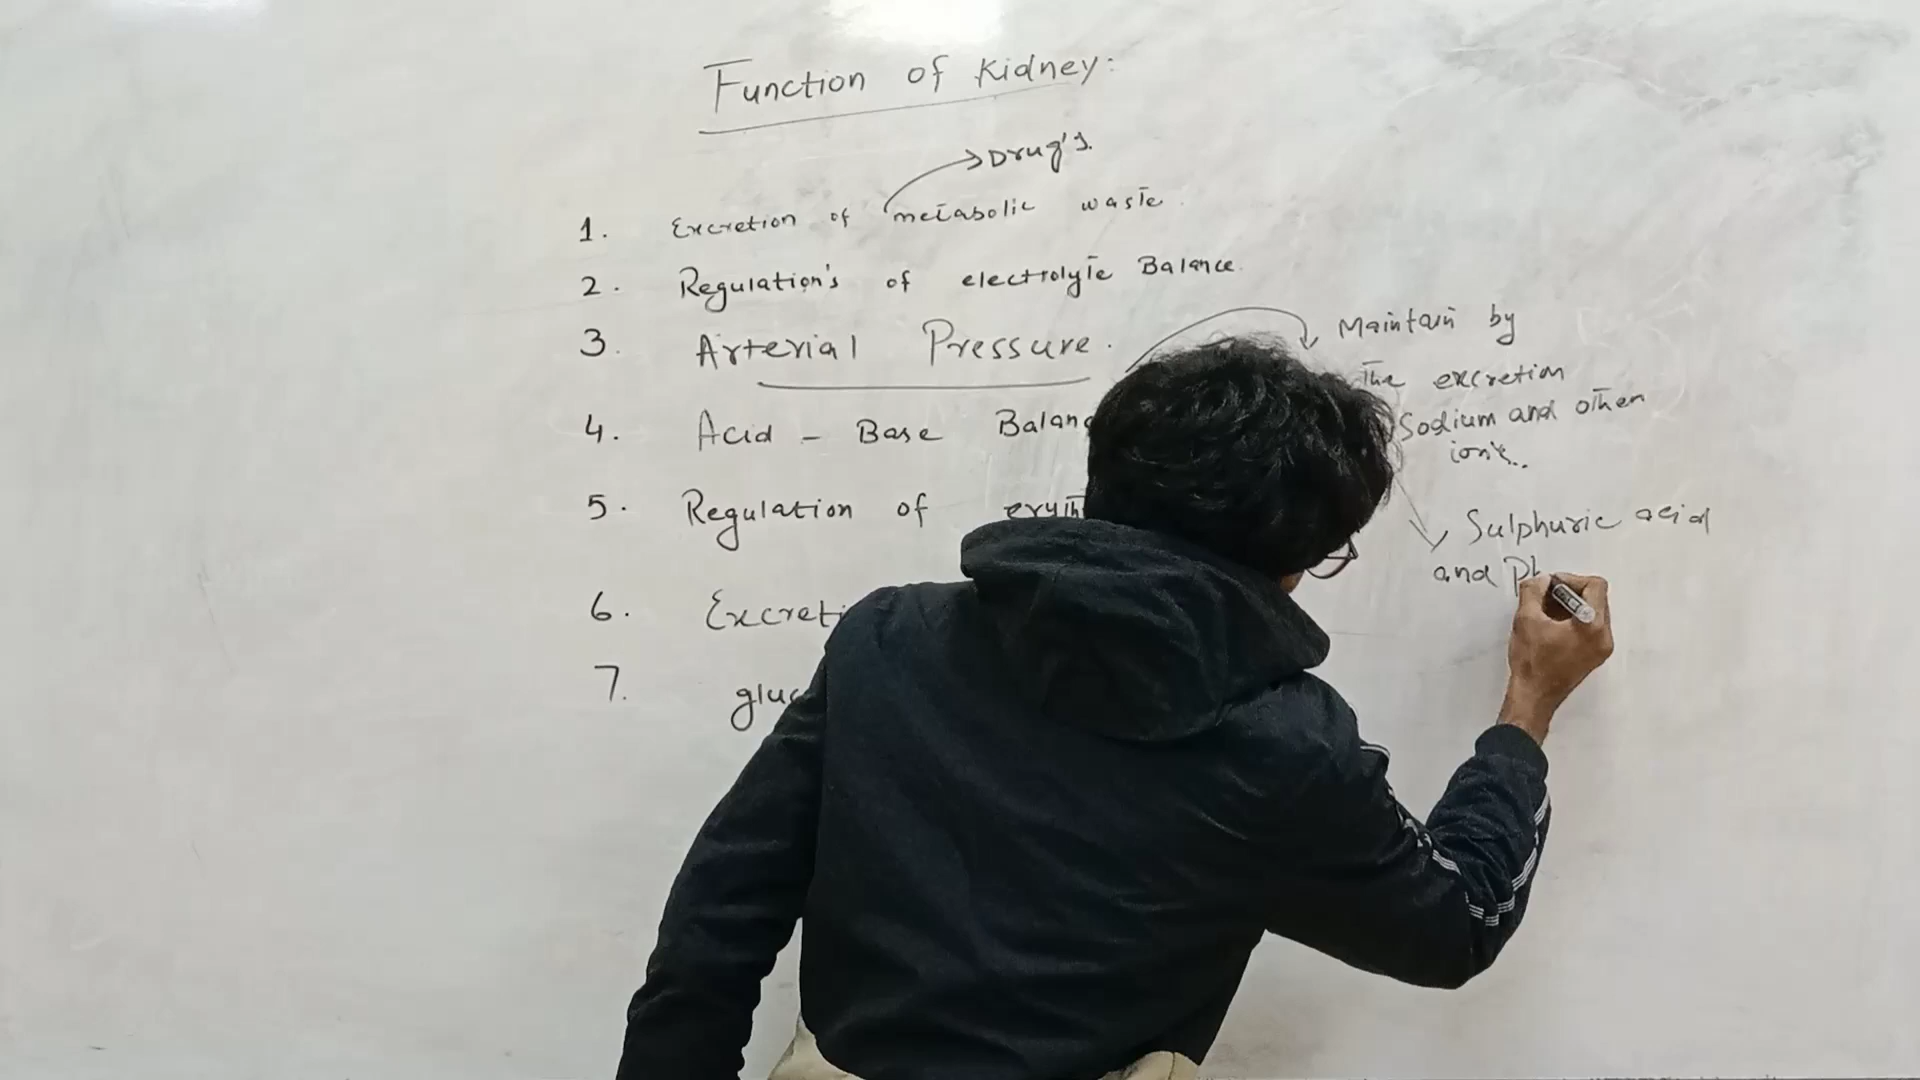 Function of Kidney:
Drug's.
1. Excretion of metabolic waste.
2. Regulation's of electrolyte Balance.
3. Arterial Pressure.
Maintain by
The excretion
Sodium and other
ion's..
4. Acid - Base Balanc
5. Regulation of eryth
Sulphuric acid
and Ph
6. Excreti
7. gluc